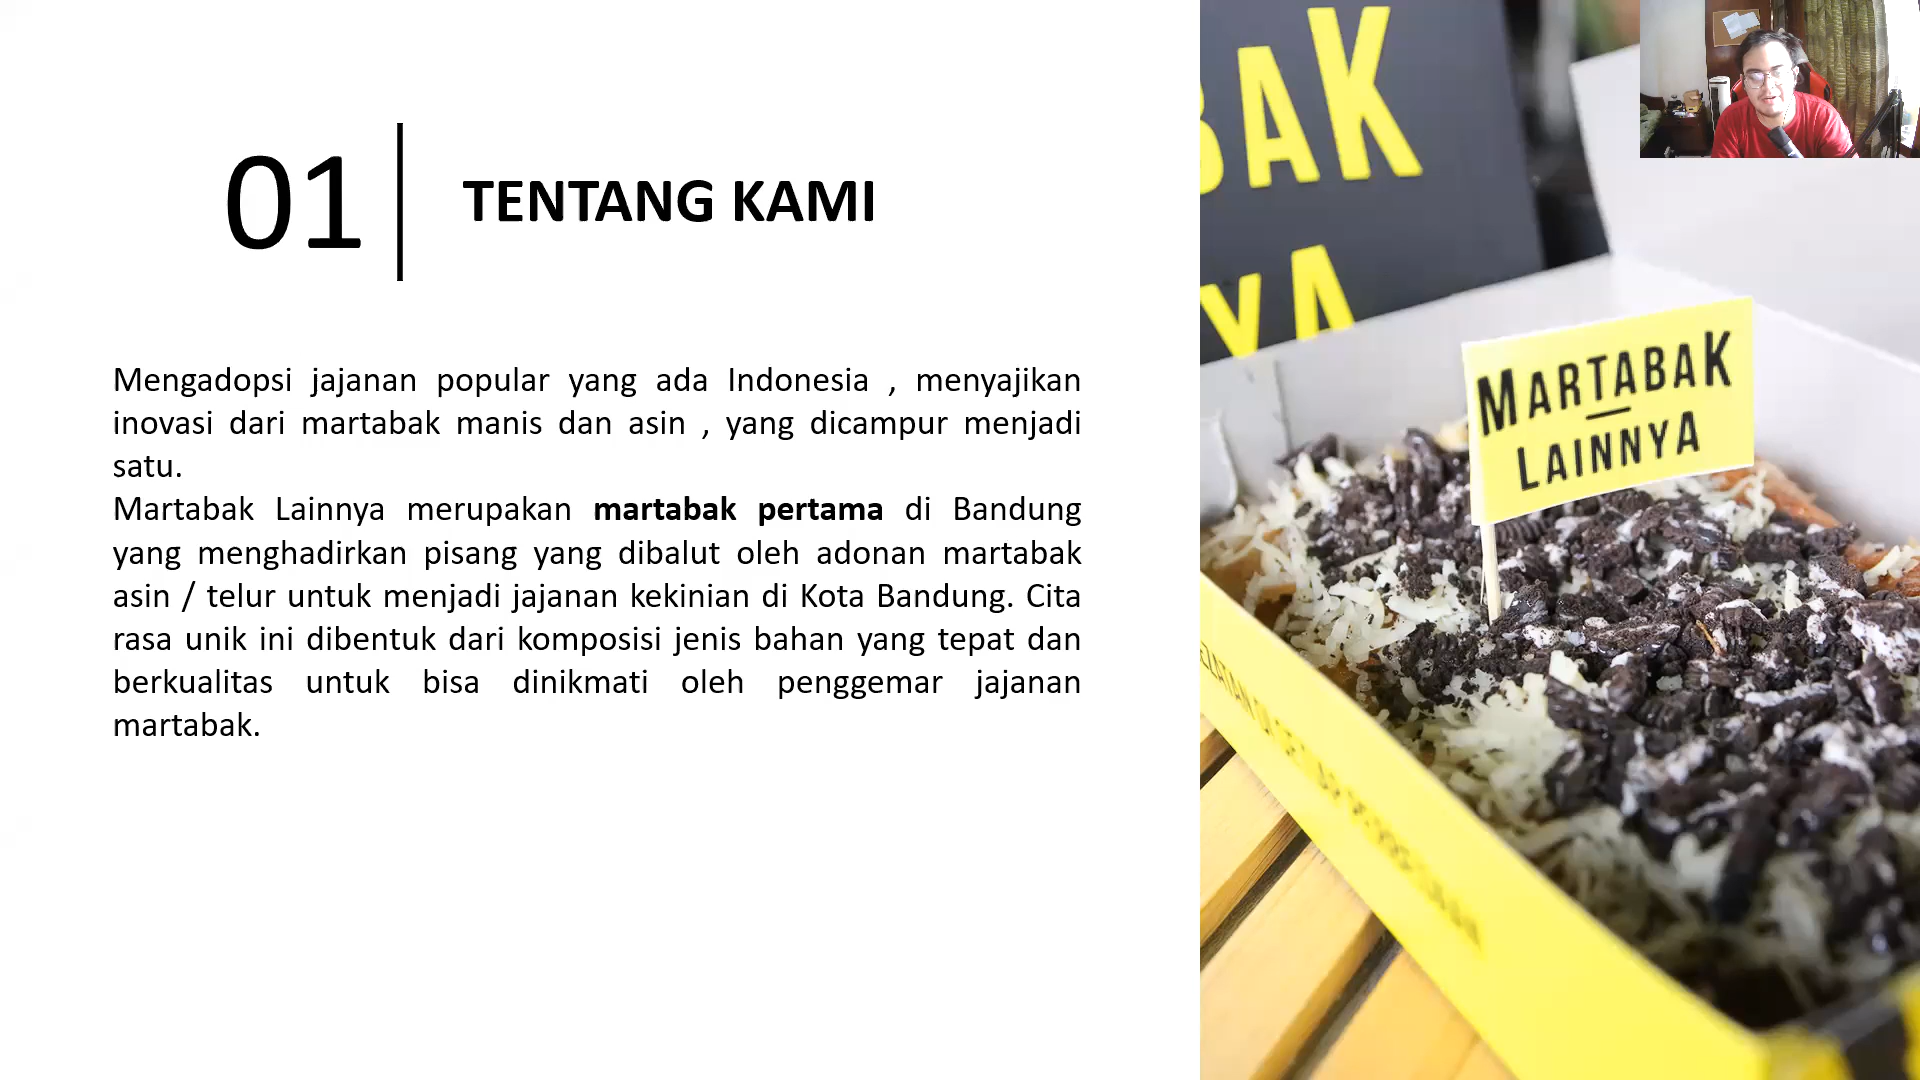 01
TENTANG KAMI
Mengadopsi jajanan popular yang ada Indonesia , menyajikan
inovasi dari martabak manis dan asin , yang dicampur menjadi
satu.
Martabak Lainnya merupakan martabak pertama di Bandung
yang menghadirkan pisang yang dibalut oleh adonan martabak
asin / telur untuk menjadi jajanan kekinian di Kota Bandung. Cita
rasa unik ini dibentuk dari komposisi jenis bahan yang tepat dan
berkualitas untuk bisa dinikmati oleh penggemar jajanan
martabak.
BAK
YA
MARTABAK
LAINNYA